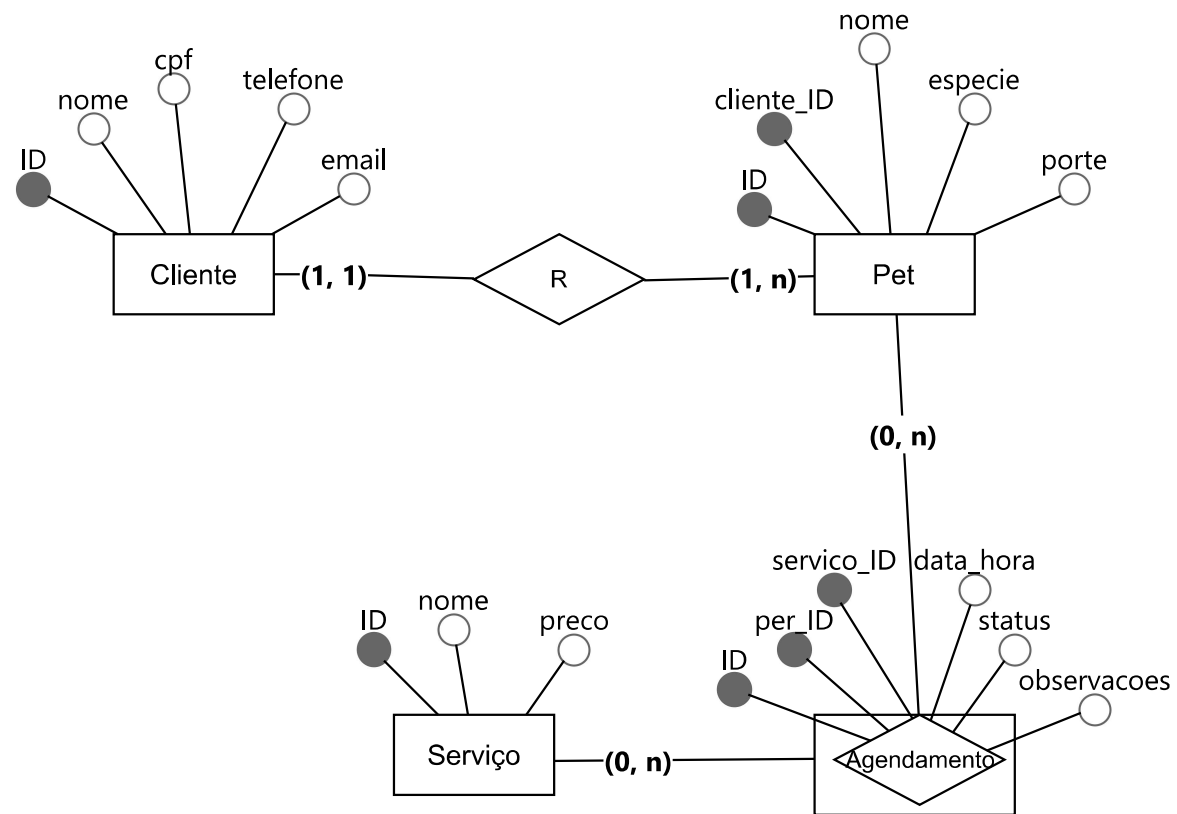 nome
cpf
telefone
nome
especie
cliente_ID
nome
ID
email
ID
porte
Cliente
(1, 1)
R
(1, n)
Pet
(0, n)
servico_ID
data_hora
nome
ID
preco
per_ID
status
ID
observacoes
Serviço
(0, n)
Agendamento